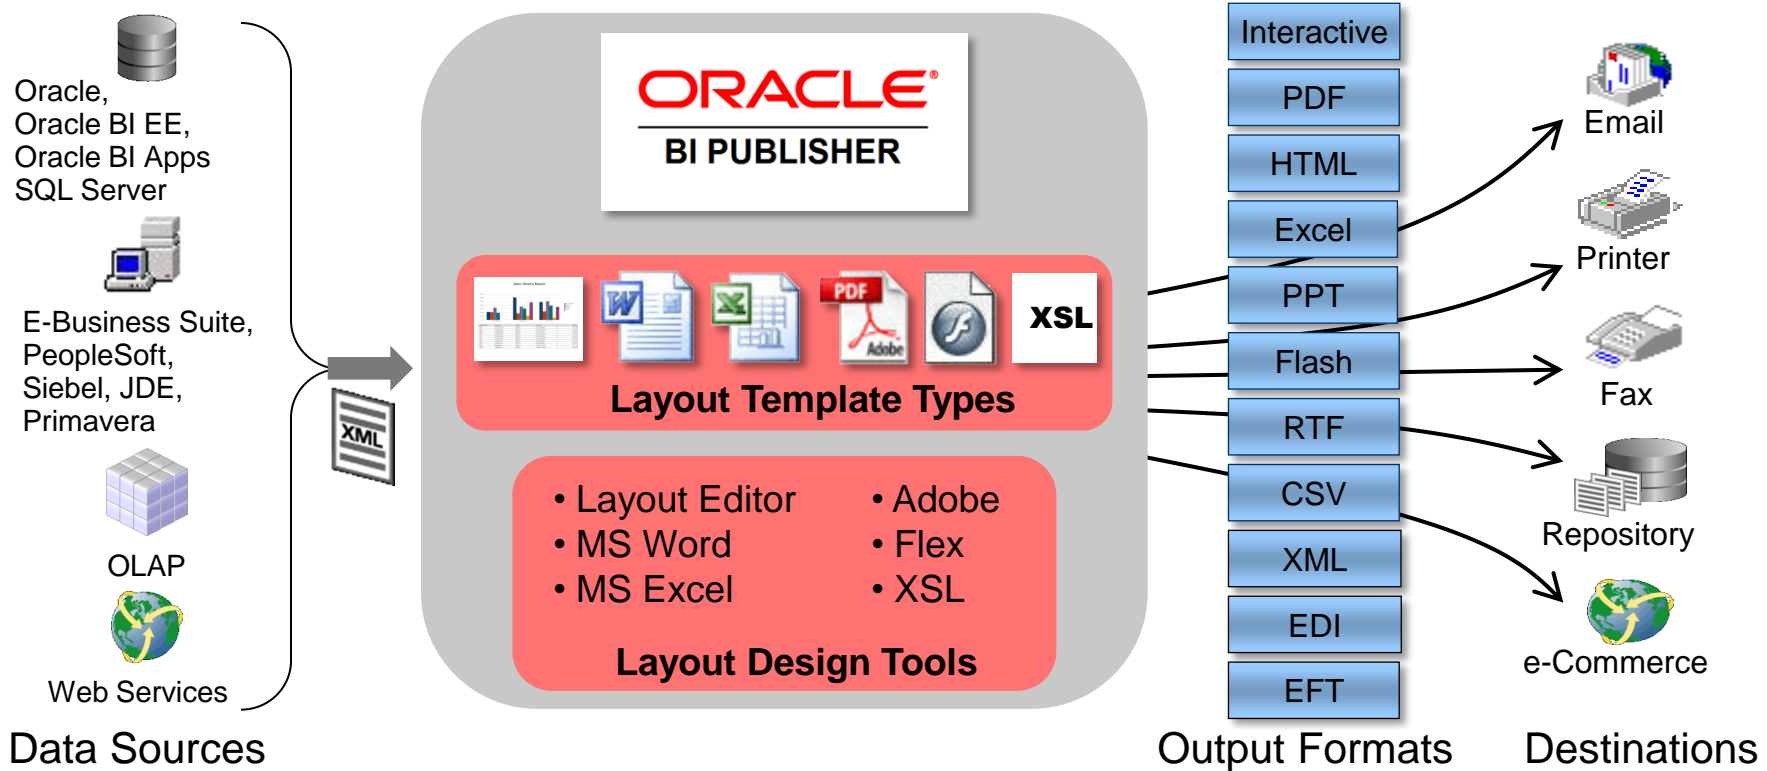 Oracle,
Oracle BI EE,
Oracle BI Apps
SQL Server
E-Business Suite,
PeopleSoft,
Siebel, JDE,
Primavera
OLAP
Web Services
Data Sources
XML
ORACLE®
BI PUBLISHER
W
X
PDF
Adobe
XSL
Layout Template Types
• Layout Editor
• MS Word
• MS Excel
• Adobe
• Flex
• XSL
Layout Design Tools
Interactive
PDF
HTML
Excel
PPT
Flash
RTF
CSV
XML
EDI
EFT
Output Formats
Email
Printer
Fax
Repository
e-Commerce
Destinations